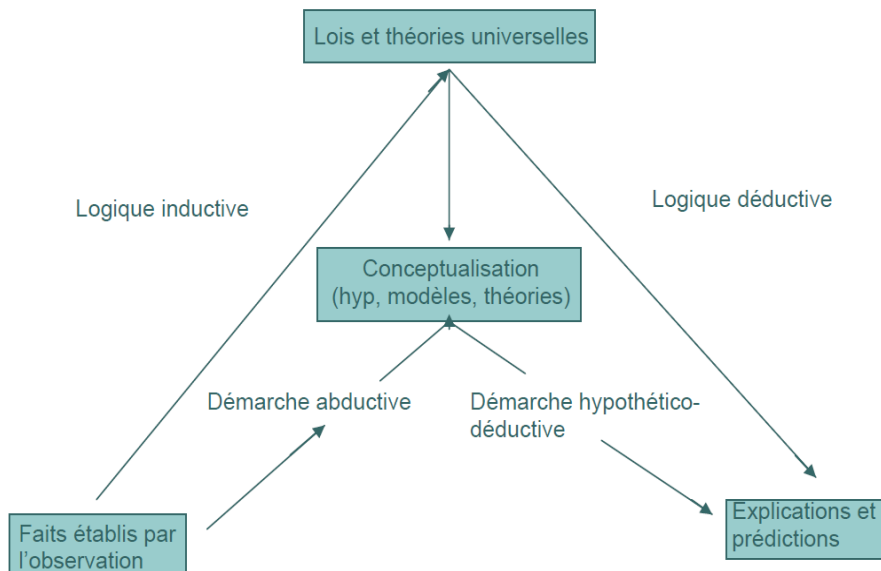 Lois et théories universelles
Logique inductive
Logique déductive
Conceptualisation
(hyp, modèles, théories)
Démarche abductive
Démarche hypothético-
déductive
Faits établis par
l’observation
Explications et
prédictions